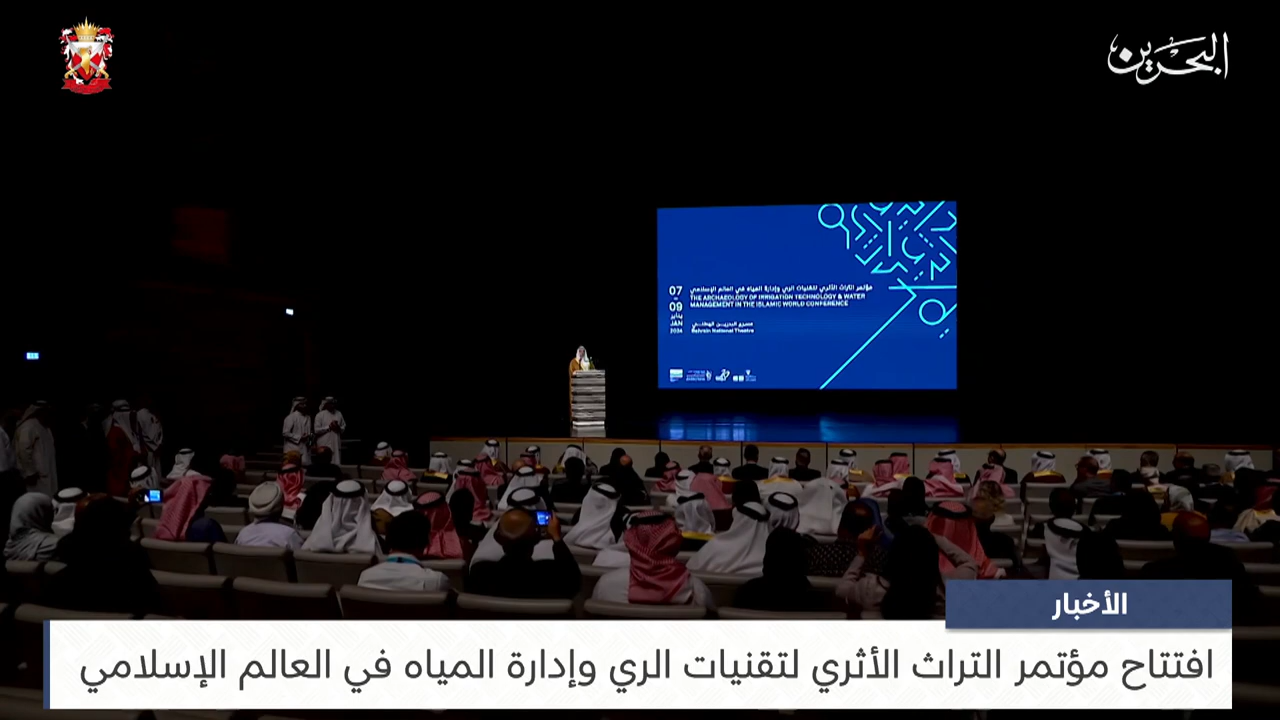 البحرين
مؤتمر التراث الأثري لتقنيات الري وإدارة المياه في العالم الإسلامي
THE ARCHAEOLOGY OF IRRIGATION TECHNOLOGY & WATER
MANAGEMENT IN THE ISLAMIC WORLD CONFERENCE
07
09
يناير
JAN
2024
مسرح البحرين الوطني
Bahrain National Theatre
الأخبار
افتتاح مؤتمر التراث الأثري لتقنيات الري وإدارة المياه في العالم الإسلامي